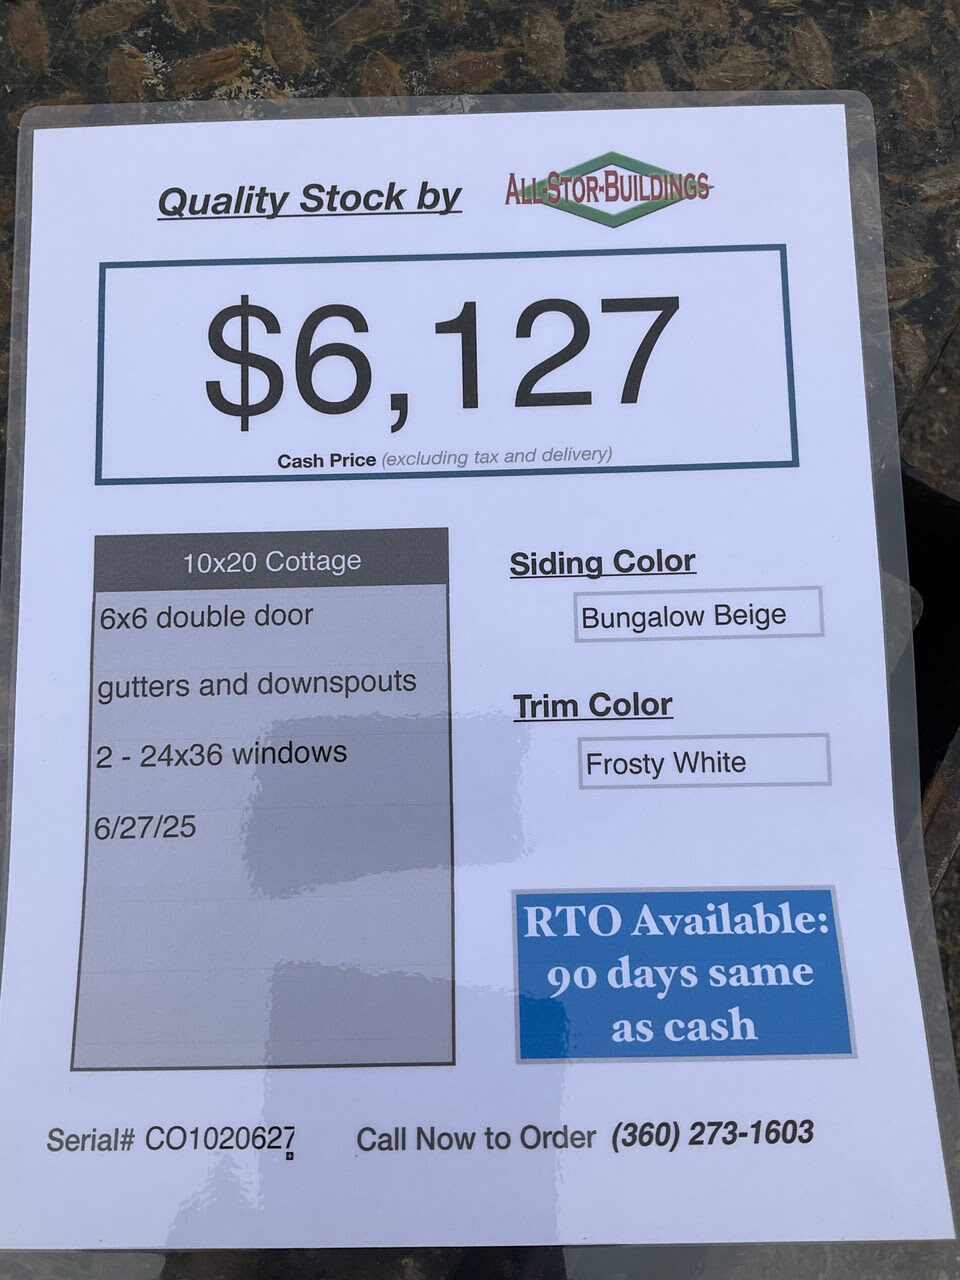 Quality Stock by
ALL-STOR-BUILDINGS
$6,127
Cash Price (excluding tax and delivery)
10x20 Cottage
6x6 double door
gutters and downspouts
2 - 24x36 windows
6/27/25
Siding Color
Bungalow Beige
Trim Color
Frosty White
RTO Available:
90 days same
as cash
Serial# CO1020627
Call Now to Order (360) 273-1603